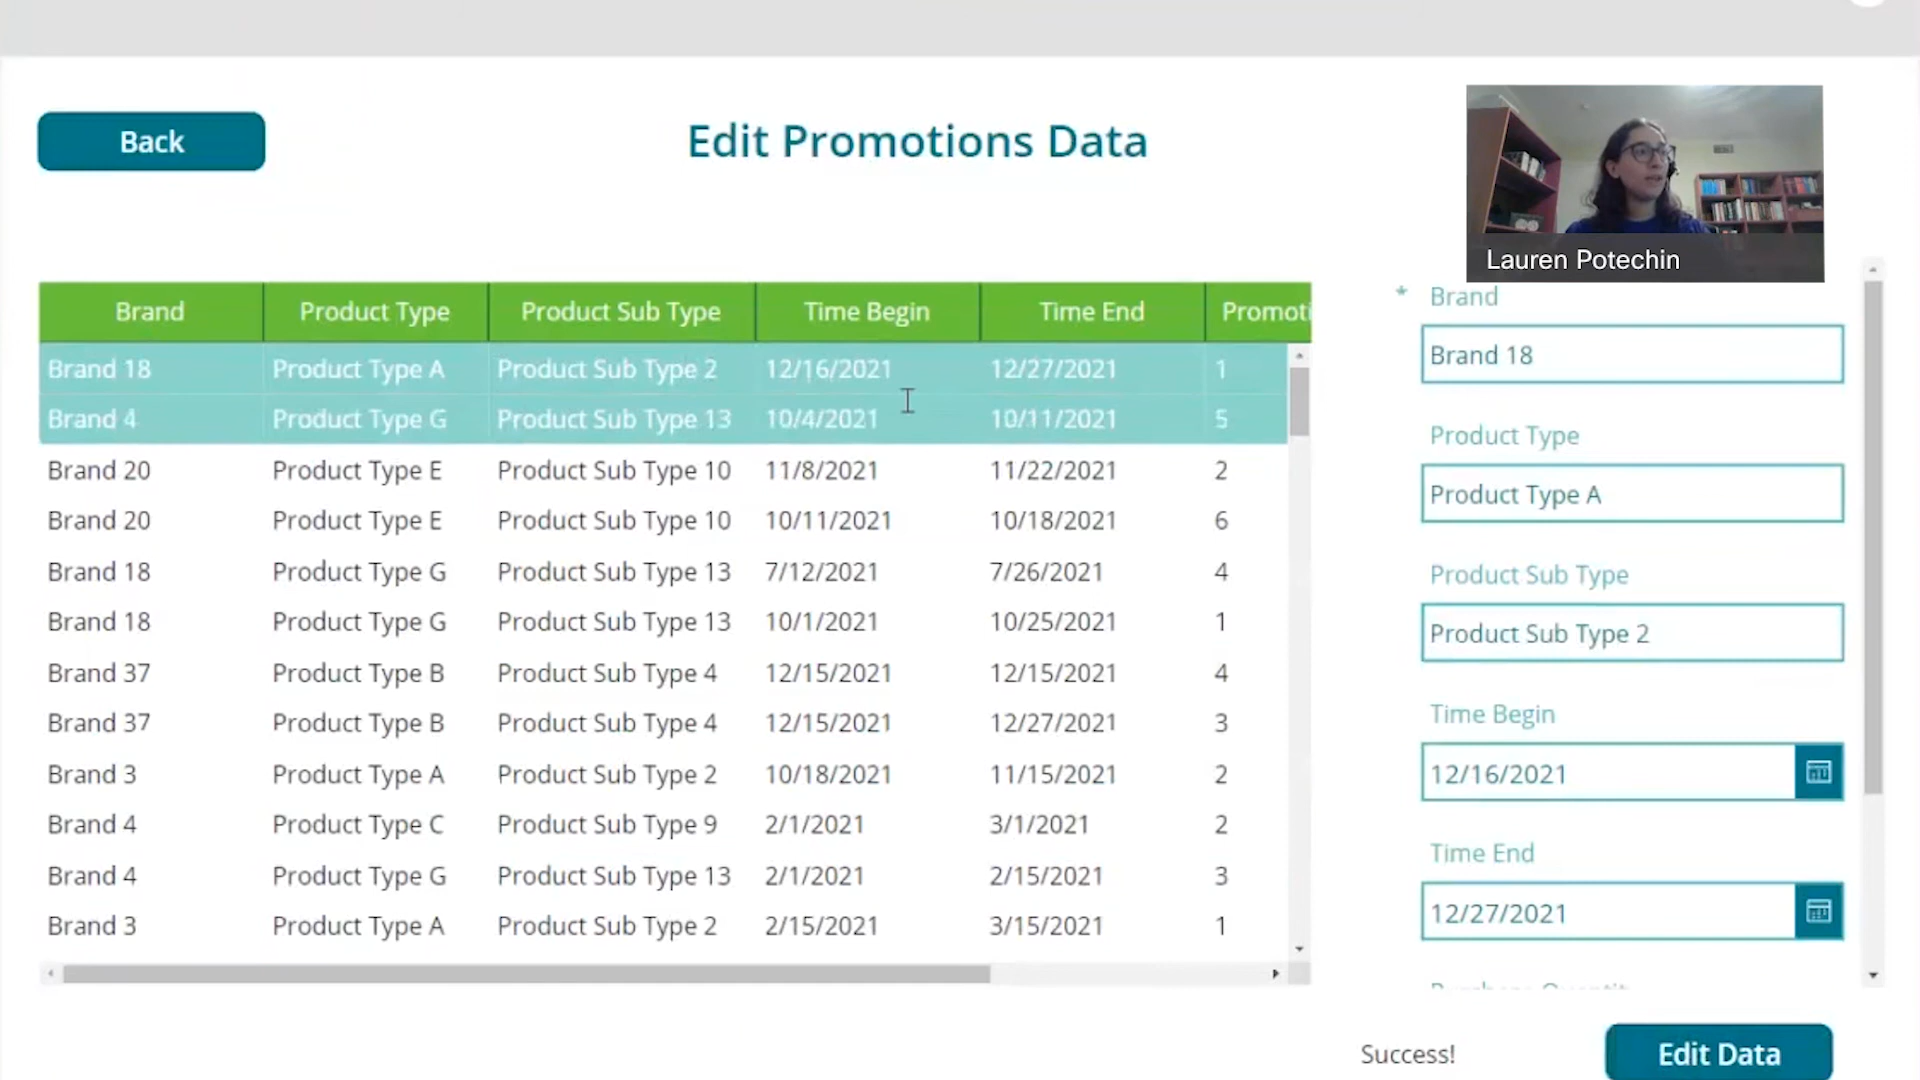 Back
Edit Promotions Data
Lauren Potechin
Brand Product Type Product Sub Type Time Begin Time End Promoti
Brand 18 Product Type A Product Sub Type 2 12/16/2021 12/27/2021 1
Brand 4 Product Type G Product Sub Type 13 10/4/2021 10/11/2021 5
Brand 20 Product Type E Product Sub Type 10 11/8/2021 11/22/2021 2
Brand 20 Product Type E Product Sub Type 10 10/11/2021 10/18/2021 6
Brand 18 Product Type G Product Sub Type 13 7/12/2021 7/26/2021 4
Brand 18 Product Type G Product Sub Type 13 10/1/2021 10/25/2021 1
Brand 37 Product Type B Product Sub Type 4 12/15/2021 12/15/2021 4
Brand 37 Product Type B Product Sub Type 4 12/15/2021 12/27/2021 3
Brand 3 Product Type A Product Sub Type 2 10/18/2021 11/15/2021 2
Brand 4 Product Type C Product Sub Type 9 2/1/2021 3/1/2021 2
Brand 4 Product Type G Product Sub Type 13 2/1/2021 2/15/2021 3
Brand 3 Product Type A Product Sub Type 2 2/15/2021 3/15/2021 1
* Brand
Brand 18
Product Type
Product Type A
Product Sub Type
Product Sub Type 2
Time Begin
12/16/2021
Time End
12/27/2021
Success!
Edit Data